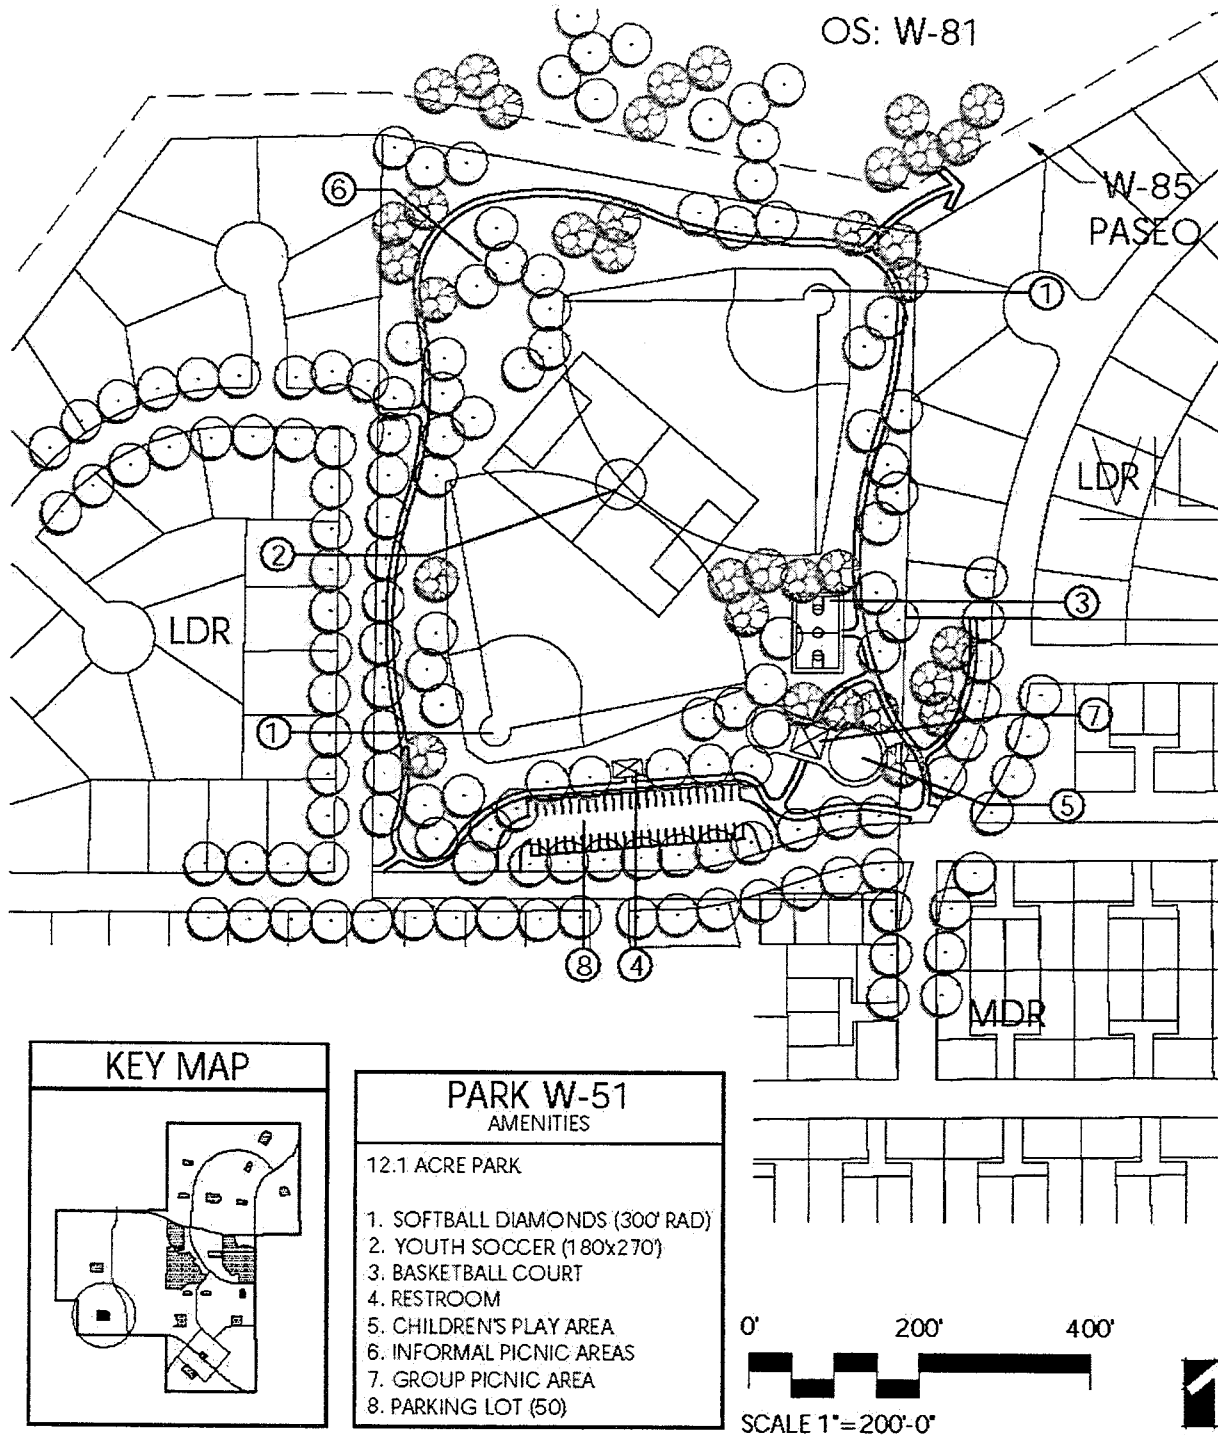 OS: W-81
6
W-85
PASEO
1
LDR
2
3
LDR
1
7
5
8
4
MDR
KEY MAP
PARK W-51
AMENITIES
12.1 ACRE PARK
1. SOFTBALL DIAMONDS (300' RAD)
2. YOUTH SOCCER (180'x270')
3. BASKETBALL COURT
4. RESTROOM
5. CHILDREN'S PLAY AREA
6. INFORMAL PICNIC AREAS
7. GROUP PICNIC AREA
8. PARKING LOT (50)
0' 200' 400'
SCALE 1"=200'-0"